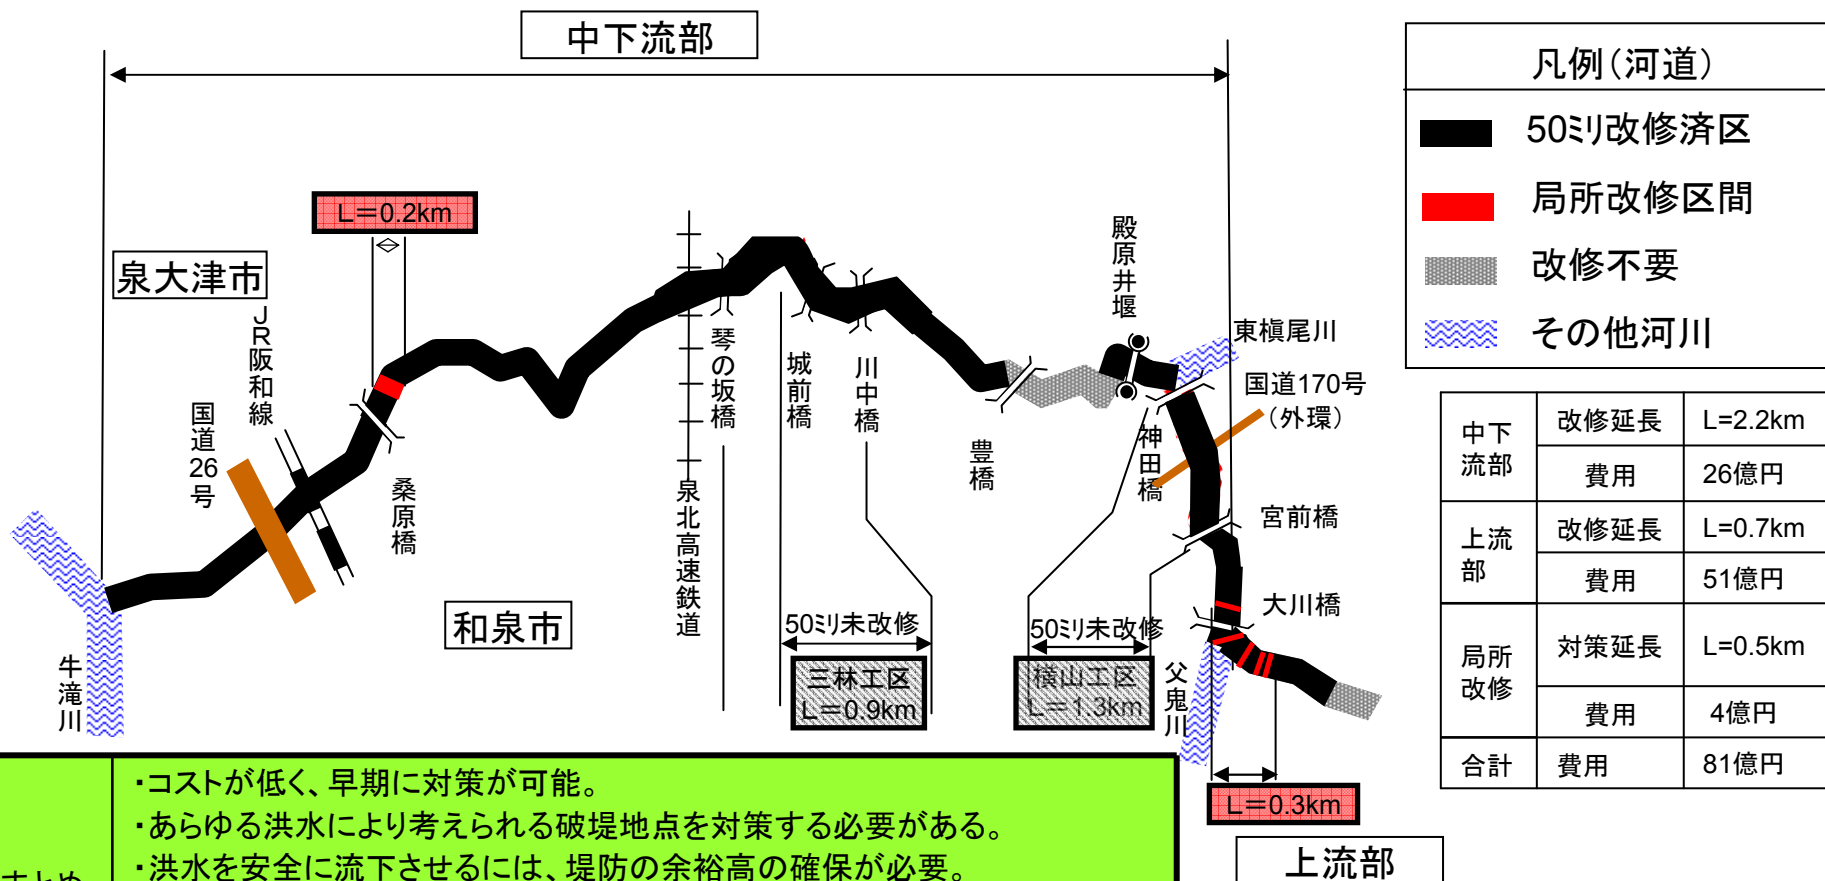 中下流部
凡例(河道)
50ミリ改修済区
局所改修区間
改修不要
その他河川
L=0.2km
泉大津市
JR阪和線
国道26号
桑原橋
牛滝川
和泉市
泉北高速鉄道
琴の坂橋
城前橋
川中橋
豊橋
殿原井堰
神田橋
東槇尾川
国道170号
(外環)
宮前橋
大川橋
父鬼川
50ミリ未改修
三林工区
L=0.9km
50ミリ未改修
横山工区
L=1.3km
L=0.3km
上流部
中下流部 改修延長 L=2.2km
費用 26億円
上流部 改修延長 L=0.7km
費用 51億円
局所改修 対策延長 L=0.5km
費用 4億円
合計 費用 81億円
・コストが低く、早期に対策が可能。
・あらゆる洪水により考えられる破堤地点を対策する必要がある。
・洪水を安全に流下させるには、堤防の余裕高の確保が必要。